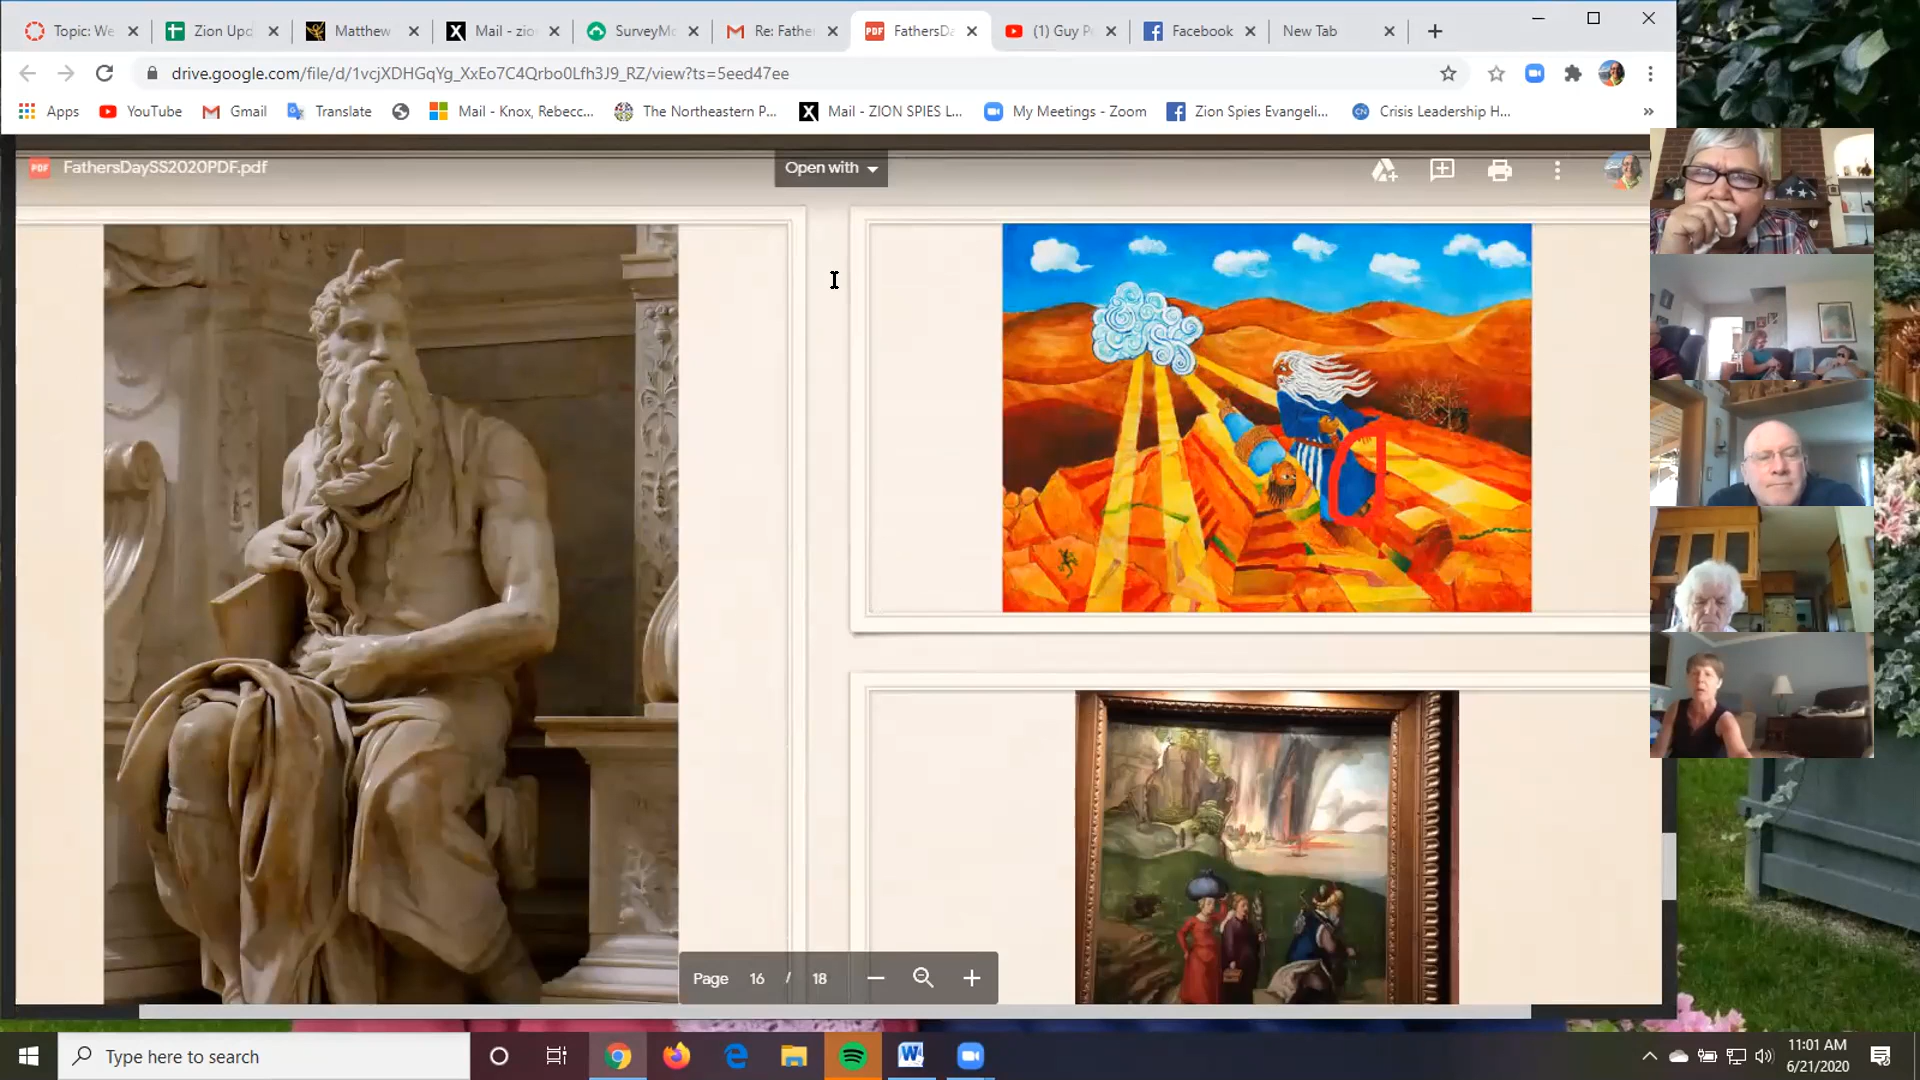 Topic: We
Zion Upd
Matthew
Mail - zio
SurveyMo
Re: Father
FathersDa
(1) Guy P
Facebook
New Tab
drive.google.com/file/d/1vcjXDHGqYg_XxEo7C4Qrbo0Lfh3J9_RZ/view?ts=5eed47ee
Apps
YouTube
Gmail
Translate
Mail - Knox, Rebecc...
The Northeastern P...
Mail - ZION SPIES L...
My Meetings - Zoom
Zion Spies Evangeli...
Crisis Leadership H...
»
PDF FathersDaySS2020PDF.pdf
Open with
Page 16 / 18
Type here to search
11:01 AM
6/21/2020